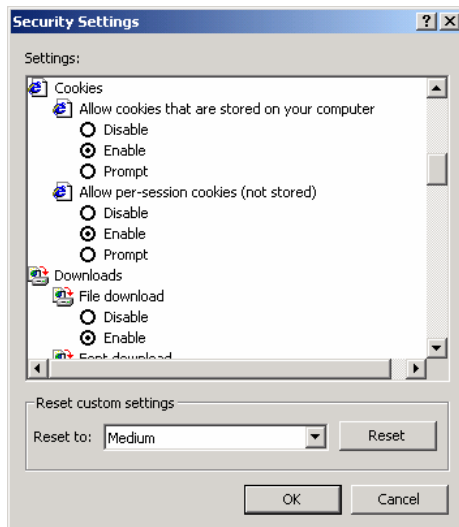 Security Settings
Settings:
Cookies
Allow cookies that are stored on your computer
Disable
Enable
Prompt
Allow per-session cookies (not stored)
Disable
Enable
Prompt
Downloads
File download
Disable
Enable
Font download
Reset custom settings
Reset to: Medium Reset
OK Cancel